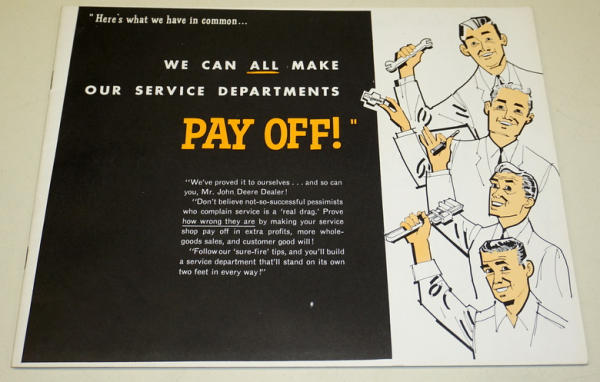 "Here's what we have in common...
WE CAN ALL MAKE
OUR SERVICE DEPARTMENTS
PAY OFF!"
"We've proved it to ourselves . . . and so can
you, Mr. John Deere Dealer!
"Don't believe not-so-successful pessimists
who complain service is a 'real drag.' Prove
how wrong they are by making your service
shop pay off in extra profits, more whole-
goods sales, and customer good will!
"Follow our 'sure-fire' tips, and you'll build
a service department that'll stand on its own
two feet in every way!"